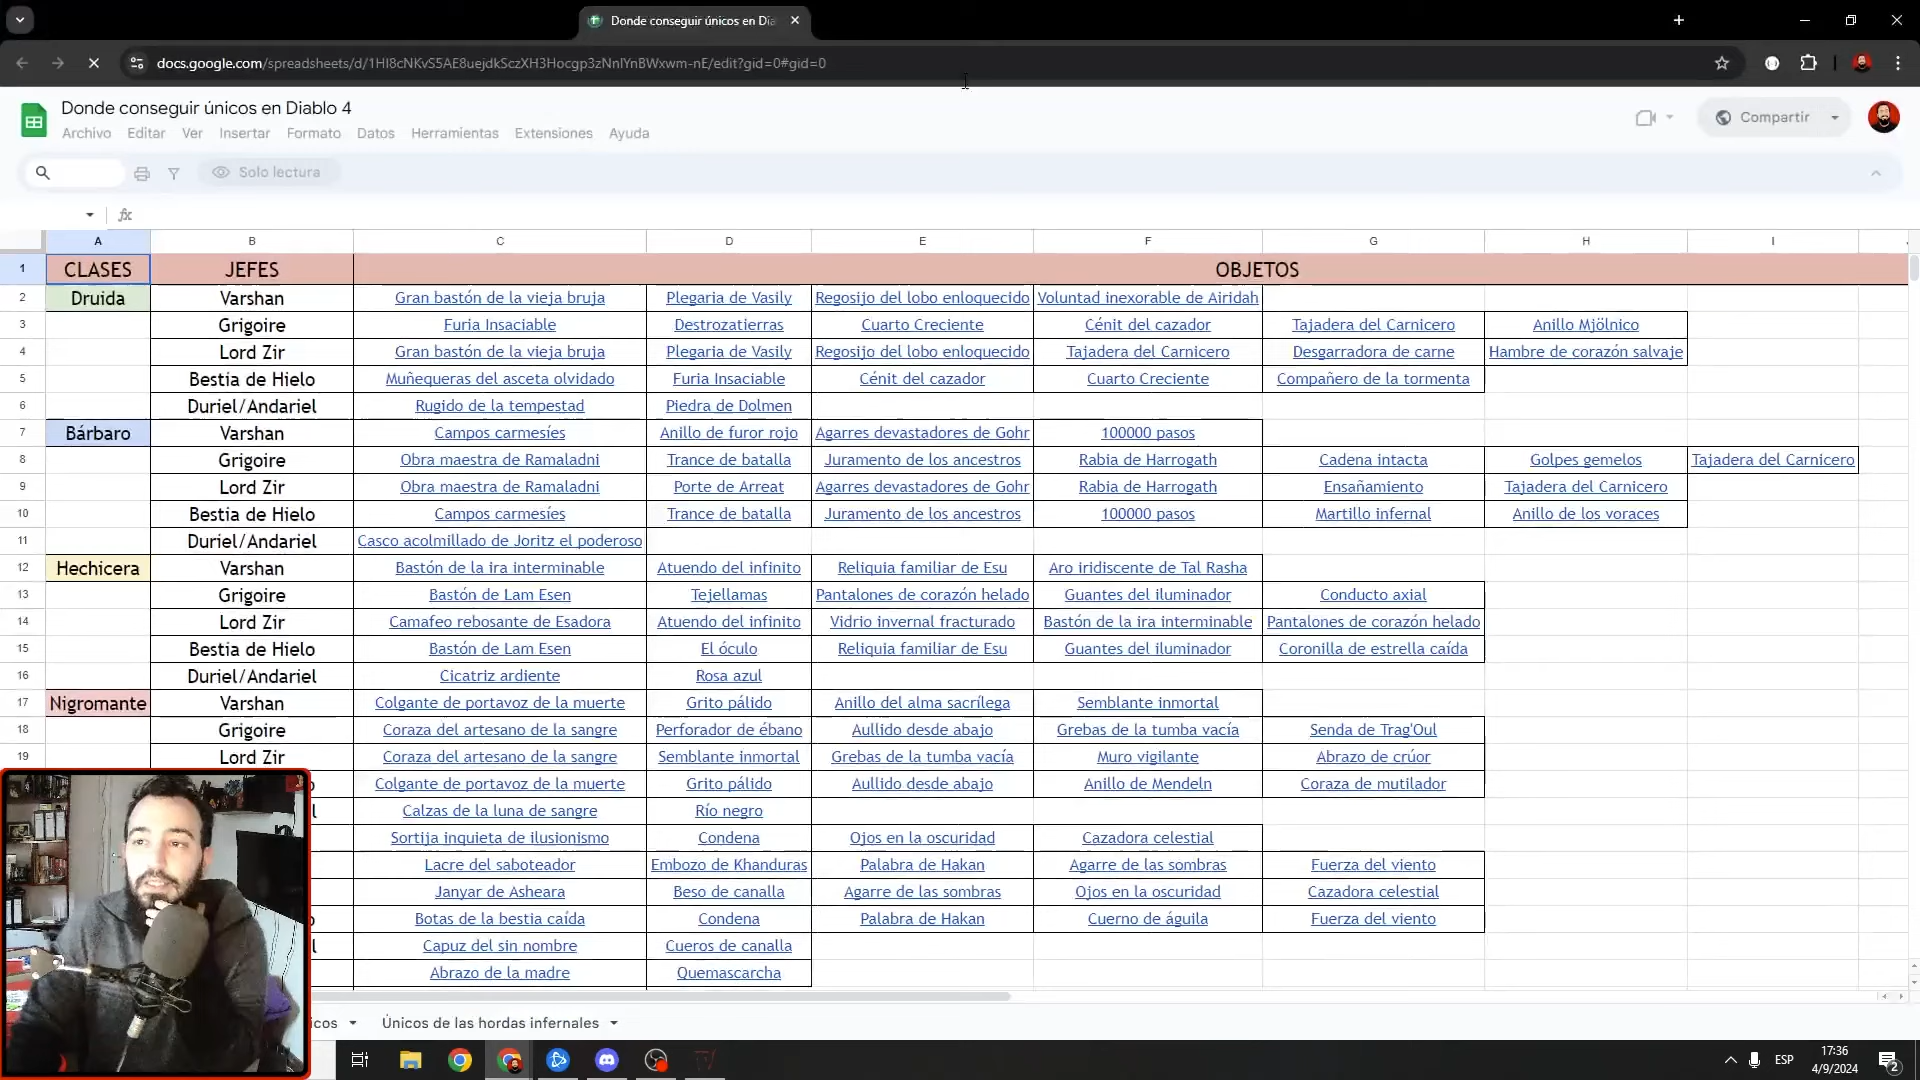 Donde conseguir únicos en Dia
docs.google.com/spreadsheets/d/1HI8cNKvS5AE8uejdkSczXH3Hocgp3zNnlYnBWxwm-nE/edit?gid=0#gid=0
Donde conseguir únicos en Diablo 4
Archivo Editar Ver Insertar Formato Datos Herramientas Extensiones Ayuda
Compartir
Solo lectura
fx
A B C D E F G H I
1 CLASES JEFES OBJETOS
2 Druida Varshan Gran bastón de la vieja bruja Plegaria de Vasily Regosijo del lobo enloquecido Voluntad inexorable de Airidah
3 Grigoire Furia Insaciable Destrozatierras Cuarto Creciente Cénit del cazador Tajadera del Carnicero Anillo Mjölnico
4 Lord Zir Gran bastón de la vieja bruja Plegaria de Vasily Regosijo del lobo enloquecido Tajadera del Carnicero Desgarradora de carne Hambre de corazón salvaje
5 Bestia de Hielo Muñequeras del asceta olvidado Furia Insaciable Cénit del cazador Cuarto Creciente Compañero de la tormenta
6 Duriel/Andariel Rugido de la tempestad Piedra de Dolmen
7 Bárbaro Varshan Campos carmesíes Anillo de furor rojo Agarres devastadores de Gohr 100000 pasos
8 Grigoire Obra maestra de Ramaladni Trance de batalla Juramento de los ancestros Rabia de Harrogath Cadena intacta Golpes gemelos Tajadera del Carnicero
9 Lord Zir Obra maestra de Ramaladni Porte de Arreat Agarres devastadores de Gohr Rabia de Harrogath Ensañamiento Tajadera del Carnicero
10 Bestia de Hielo Campos carmesíes Trance de batalla Juramento de los ancestros 100000 pasos Martillo infernal Anillo de los voraces
11 Duriel/Andariel Casco acolmillado de Joritz el poderoso
12 Hechicera Varshan Bastón de la ira interminable Atuendo del infinito Reliquia familiar de Esu Aro iridiscente de Tal Rasha
13 Grigoire Bastón de Lam Esen Tejellamas Pantalones de corazón helado Guantes del iluminador Conducto axial
14 Lord Zir Camafeo rebosante de Esadora Atuendo del infinito Vidrio invernal fracturado Bastón de la ira interminable Pantalones de corazón helado
15 Bestia de Hielo Bastón de Lam Esen El óculo Reliquia familiar de Esu Guantes del iluminador Coronilla de estrella caída
16 Duriel/Andariel Cicatriz ardiente Rosa azul
17 Nigromante Varshan Colgante de portavoz de la muerte Grito pálido Anillo del alma sacrílega Semblante inmortal
18 Grigoire Coraza del artesano de la sangre Perforador de ébano Aullido desde abajo Grebas de la tumba vacía Senda de Trag'Oul
19 Lord Zir Coraza del artesano de la sangre Semblante inmortal Grebas de la tumba vacía Muro vigilante Abrazo de crúor
o Colgante de portavoz de la muerte Grito pálido Aullido desde abajo Anillo de Mendeln Coraza de mutilador
l Calzas de la luna de sangre Río negro
Sortija inquieta de ilusionismo Condena Ojos en la oscuridad Cazadora celestial
Lacre del saboteador Embozo de Khanduras Palabra de Hakan Agarre de las sombras Fuerza del viento
Janyar de Asheara Beso de canalla Agarre de las sombras Ojos en la oscuridad Cazadora celestial
o Botas de la bestia caída Condena Palabra de Hakan Cuerno de águila Fuerza del viento
l Capuz del sin nombre Cueros de canalla
Abrazo de la madre Quemascarcha
icos Únicos de las hordas infernales
ESP 17:36
4/9/2024 2